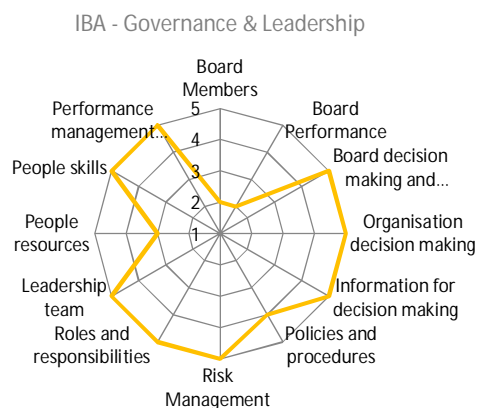 IBA - Governance & Leadership
Board
Members
Board
Performance
Board decision
making and...
Organisation
decision making
Information for
decision making
Policies and
procedures
Risk
Management
Roles and
responsibilities
Leadership
team
People
resources
People skills
Performance
management...
5
4
3
2
1